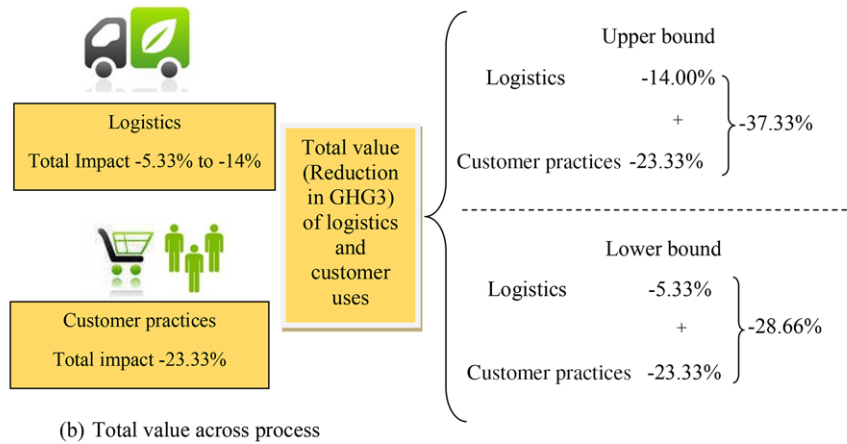 Logistics
Total Impact -5.33% to -14%
Customer practices
Total impact -23.33%
Total value
(Reduction
in GHG3)
of logistics
and
customer
uses
Upper bound
Logistics -14.00%
+
-37.33%
Customer practices -23.33%
Lower bound
Logistics -5.33%
+
-28.66%
Customer practices -23.33%
(b) Total value across process